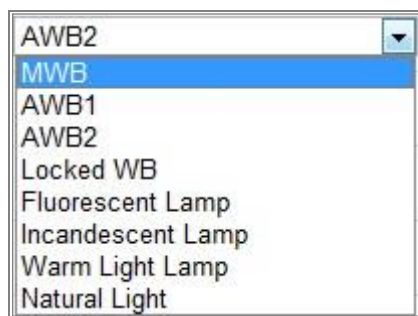 AWB2
MWB
AWB1
AWB2
Locked WB
Fluorescent Lamp
Incandescent Lamp
Warm Light Lamp
Natural Light